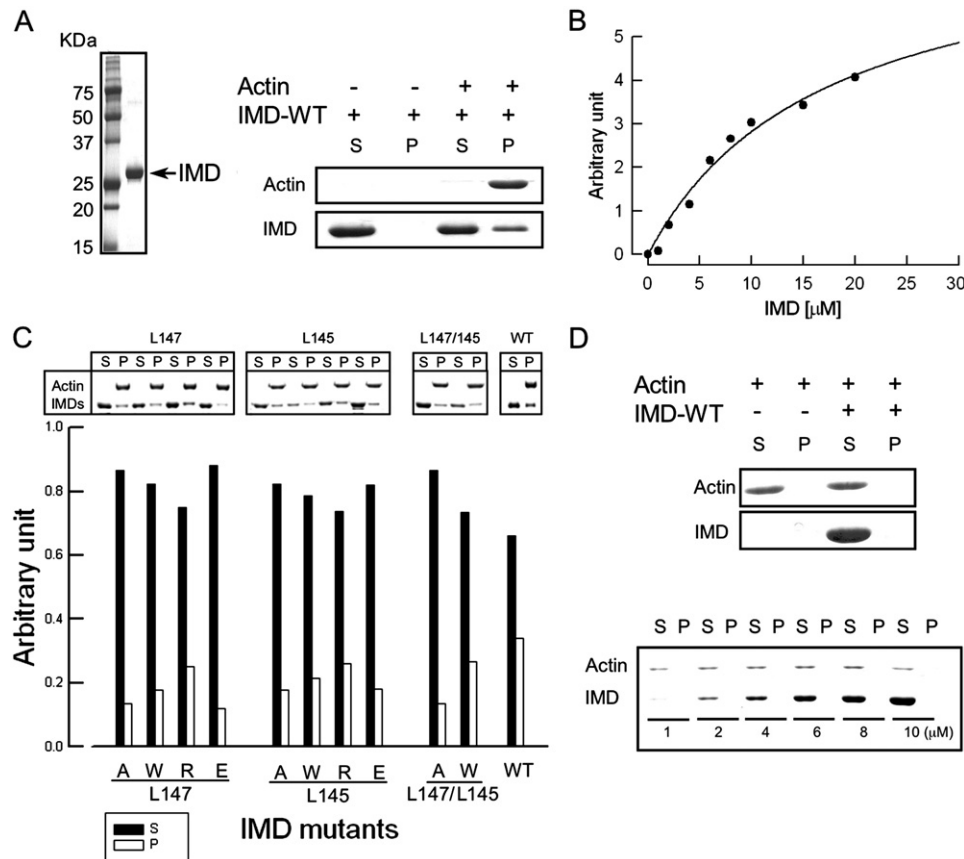 A
KDa
75
50
37
25
20
15
IMD
Actin - - + +
IMD-WT + + + +
S P S P
Actin
IMD
B
Arbitrary unit
5
4
3
2
1
0
0 5 10 15 20 25 30
IMD [µM]
C
L147 L145 L147/145 WT
S P S P S P S P S P S P S P S P S P S P S P
Actin
IMDs
Arbitrary unit
1.0
0.8
0.6
0.4
0.2
0.0
A W R E A W R E A W WT
L147 L145 L147/L145
S
P
IMD mutants
D
Actin + + + +
IMD-WT - - + +
S P S P
Actin
IMD
S P S P S P S P S P S P
Actin
IMD
1 2 4 6 8 10 (µM)